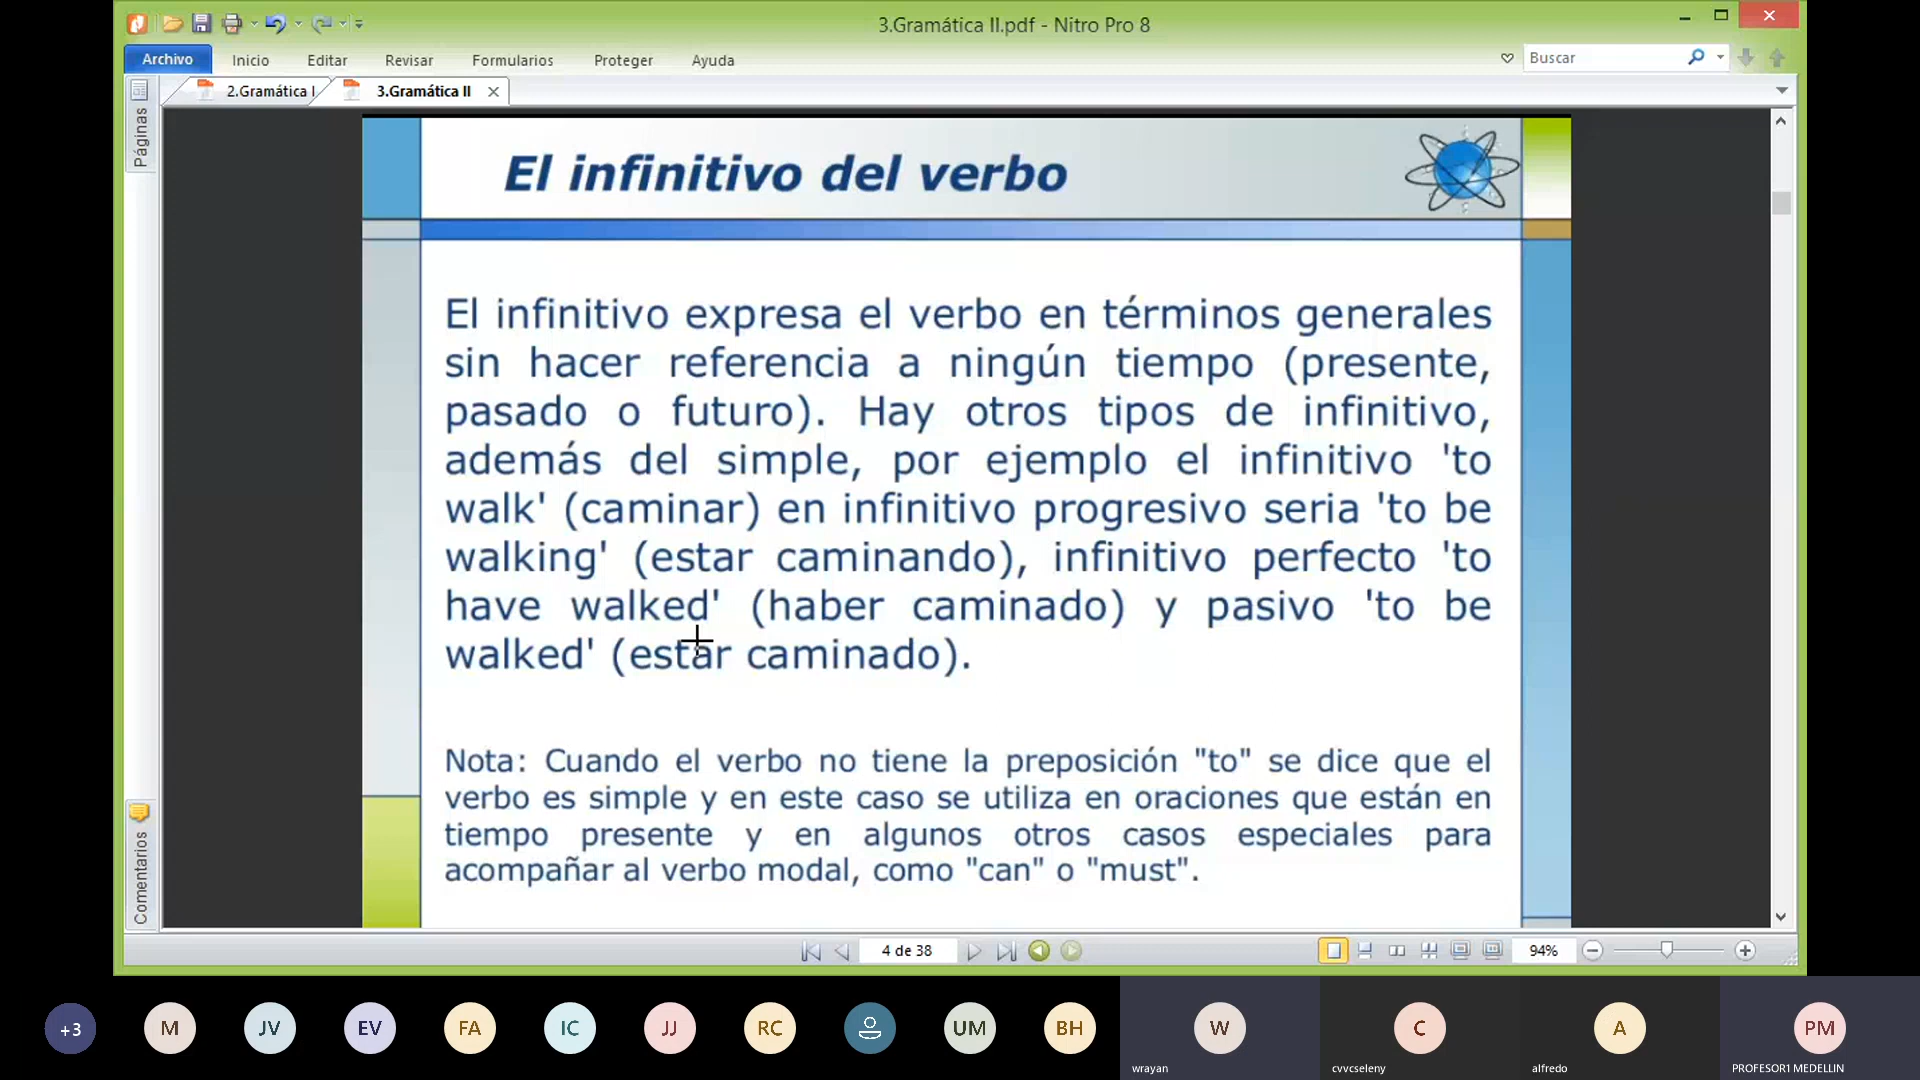 3.Gramática II.pdf - Nitro Pro 8
Archivo Inicio Editar Revisar Formularios Proteger Ayuda Buscar
2.Gramática I 3.Gramática II
Páginas
El infinitivo del verbo
El infinitivo expresa el verbo en términos generales
sin hacer referencia a ningún tiempo (presente,
pasado o futuro). Hay otros tipos de infinitivo,
además del simple, por ejemplo el infinitivo 'to
walk' (caminar) en infinitivo progresivo seria 'to be
walking' (estar caminando), infinitivo perfecto 'to
have walked' (haber caminado) y pasivo 'to be
walked' (estar caminado).
Nota: Cuando el verbo no tiene la preposición "to" se dice que el
verbo es simple y en este caso se utiliza en oraciones que están en
tiempo presente y en algunos otros casos especiales para
acompañar al verbo modal, como "can" o "must".
Comentarios
4 de 38 94%
+3 M JV EV FA IC JJ RC UM BH W C A PM
wrayan cvvcseleny alfredo PROFESOR1 MEDELLIN